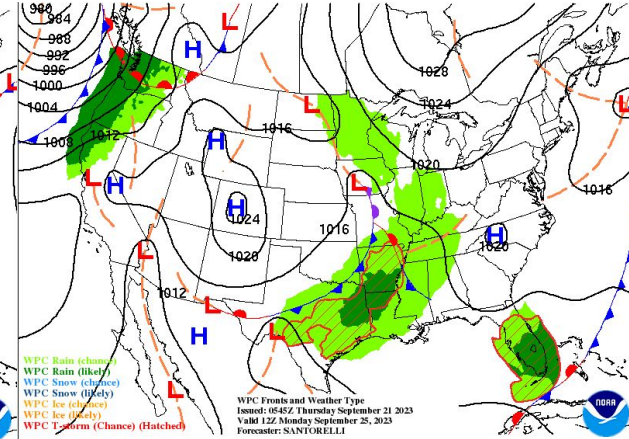 980
984
988
992
996
1000
1004
1008
1012
H
L
L
L
1028
1024
L
1016
L
1020
1016
H
L
H
L
H
1024
1016
H
1020
1020
L
1012
L
H
L
L
WPC Rain (chance)
WPC Rain (likely)
WPC Snow (chance)
WPC Snow (likely)
WPC Ice (chance)
WPC Ice (likely)
WPC T-storm (Chance) (Hatched)
WPC Fronts and Weather Type
Issued: 0545Z Thursday September 21 2023
Valid 12Z Monday September 25, 2023
Forecaster: SANTORELLI
noaa